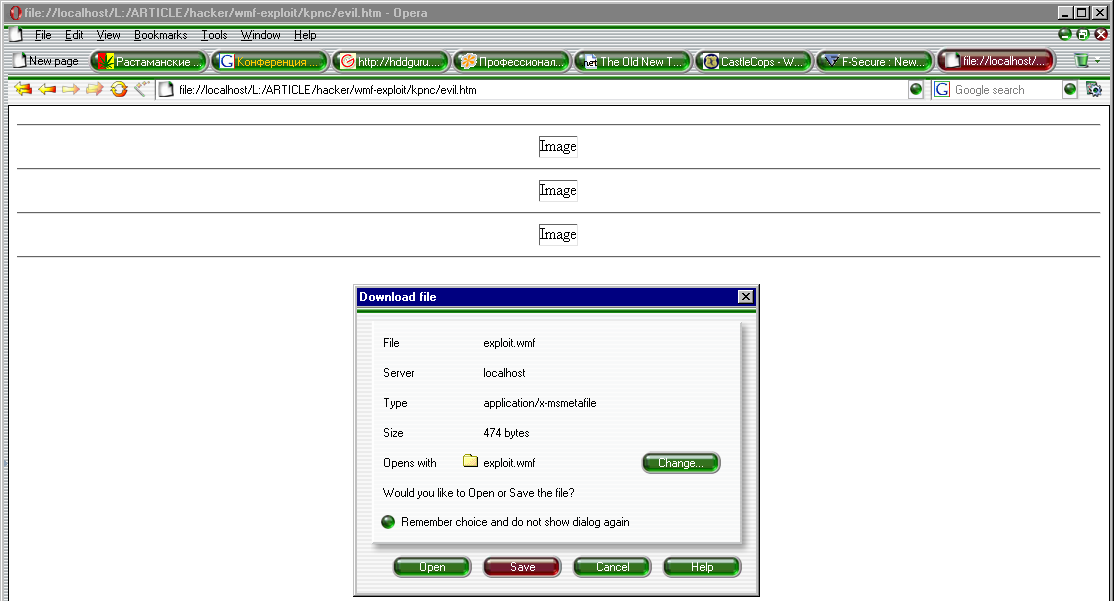 file://localhost/L:/ARTICLE/hacker/wmf-exploit/kpnc/evil.htm - Opera
File Edit View Bookmarks Tools Window Help
New page Растаманские ... Конференция ... http://hddguru.... Профессионал... The Old New T... CastleCops - W... F-Secure : New... file://localhost/...
file://localhost/L:/ARTICLE/hacker/wmf-exploit/kpnc/evil.htm Google search
Image
Image
Image
Download file
File exploit.wmf
Server localhost
Type application/x-msmetafile
Size 474 bytes
Opens with exploit.wmf Change...
Would you like to Open or Save the file?
Remember choice and do not show dialog again
Open Save Cancel Help